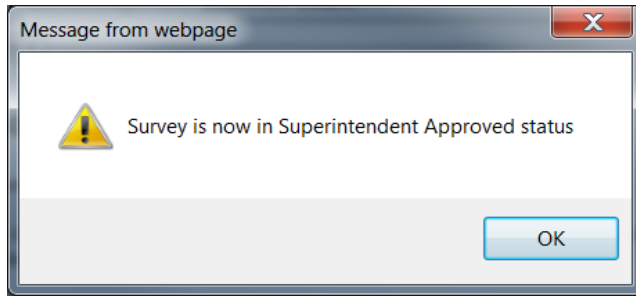 Message from webpage
Survey is now in Superintendent Approved status
OK